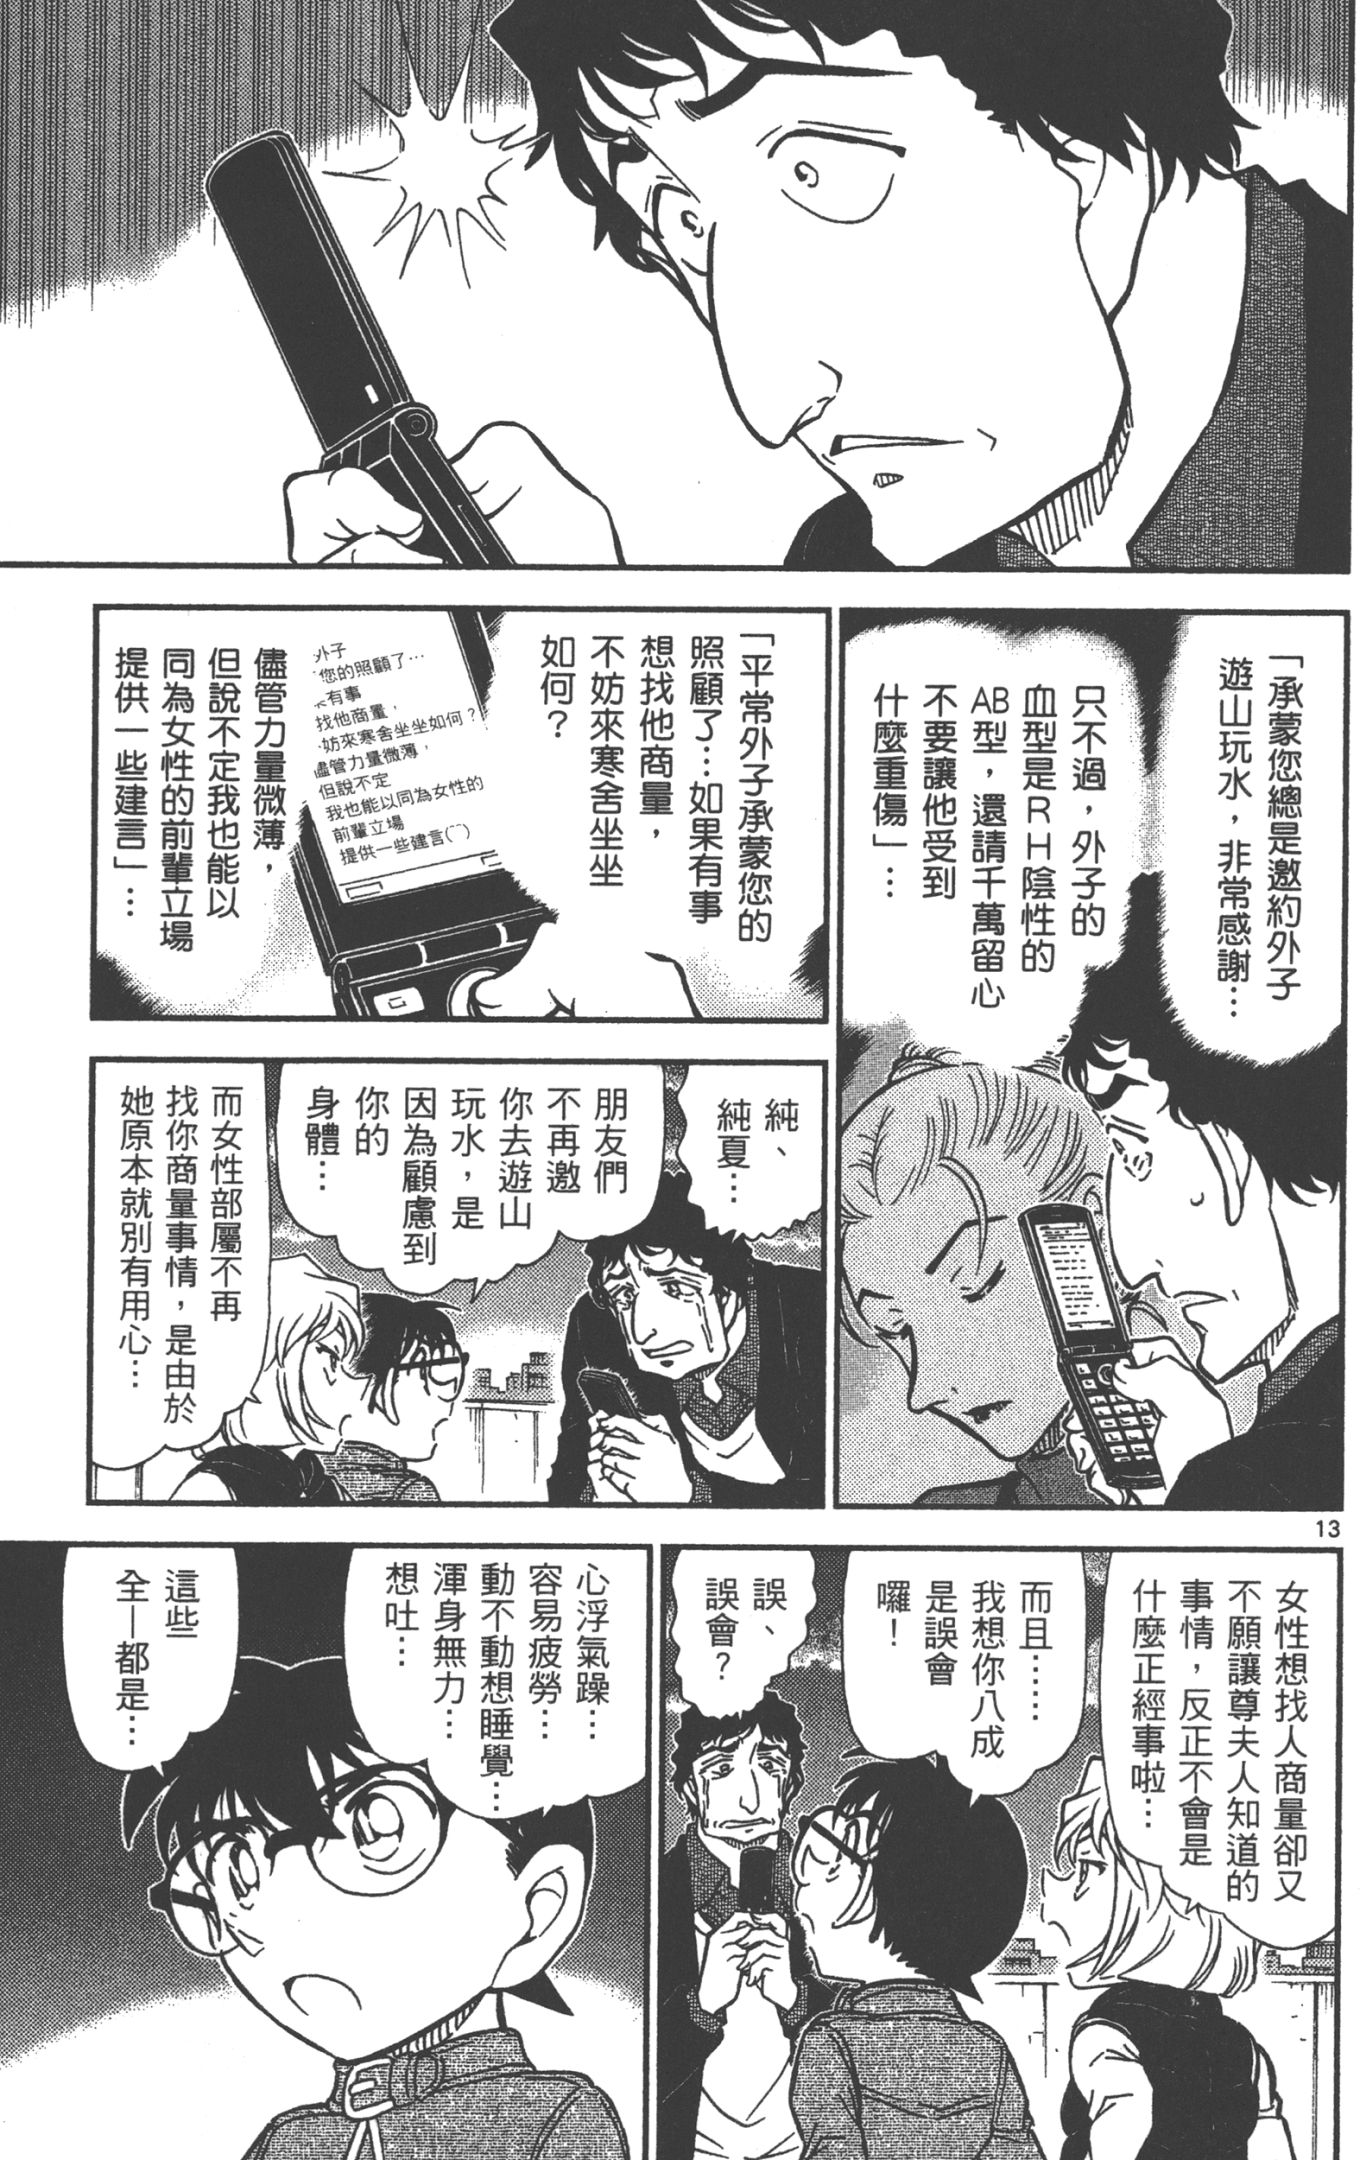 「承蒙您總是邀約外子
遊山玩水，非常感謝…
只不過，外子的
血型是RH陰性的
AB型，還請千萬留心
不要讓他受到
什麼重傷」…
「平常外子承蒙您的
照顧了…如果有事
想找他商量，
不妨來寒舍坐坐
如何？
外子
您的照顧了…
有事
找他商量，
妨來寒舍坐坐如何？
儘管力量微薄，
但說不定
我也能以同為女性的
前輩立場
提供一些建言(^^)
儘管力量微薄，
但說不定我也能以
同為女性的前輩立場
提供一些建言」…
純、
純夏…
朋友們
不再邀
你去遊山
玩水，是
因為顧慮到
你的
身體…
而女性部屬不再
找你商量事情，是由於
她原本就別有用心…
13
女性想找人商量卻又
不願讓尊夫人知道的
事情，反正不會是
什麼正經事啦…
而且……
我想你八成
是誤會
囉！
誤、
誤會？
心浮氣躁…
容易疲勞…
動不動想睡覺…
渾身無力…
想吐…
這些
全—都是…